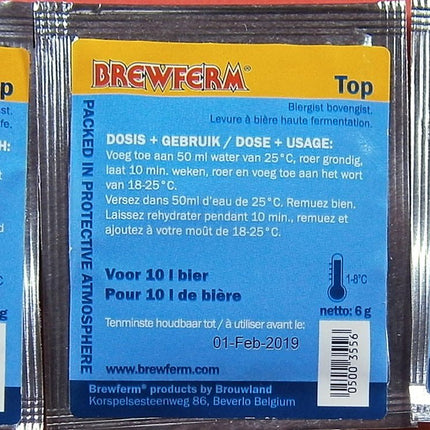 BREWFERM®
Top
Biergist bovengist.
Levure à bière haute fermentation.
PACKED IN PROTECTIVE ATMOSPHERE
DOSIS + GEBRUIK / DOSE + USAGE:
Voeg toe aan 50 ml water van 25°C, roer grondig,
laat 10 min. weken, roer en voeg toe aan het wort
van 18-25°C.
Versez dans 50ml d'eau de 25°C. Remuez bien.
Laissez rehydrater pendant 10 min., remuez et
ajoutez à votre moût de 18-25°C.
Voor 10 l bier
Pour 10 l de bière
1-8°C
netto: 6 g
Tenminste houdbaar tot / à utiliser avant le:
01-Feb-2019
0500 3556
www.brewferm.com
Brewferm® products by Brouwland
Korspelsesteenweg 86, Beverlo Belgium
op
H:
g